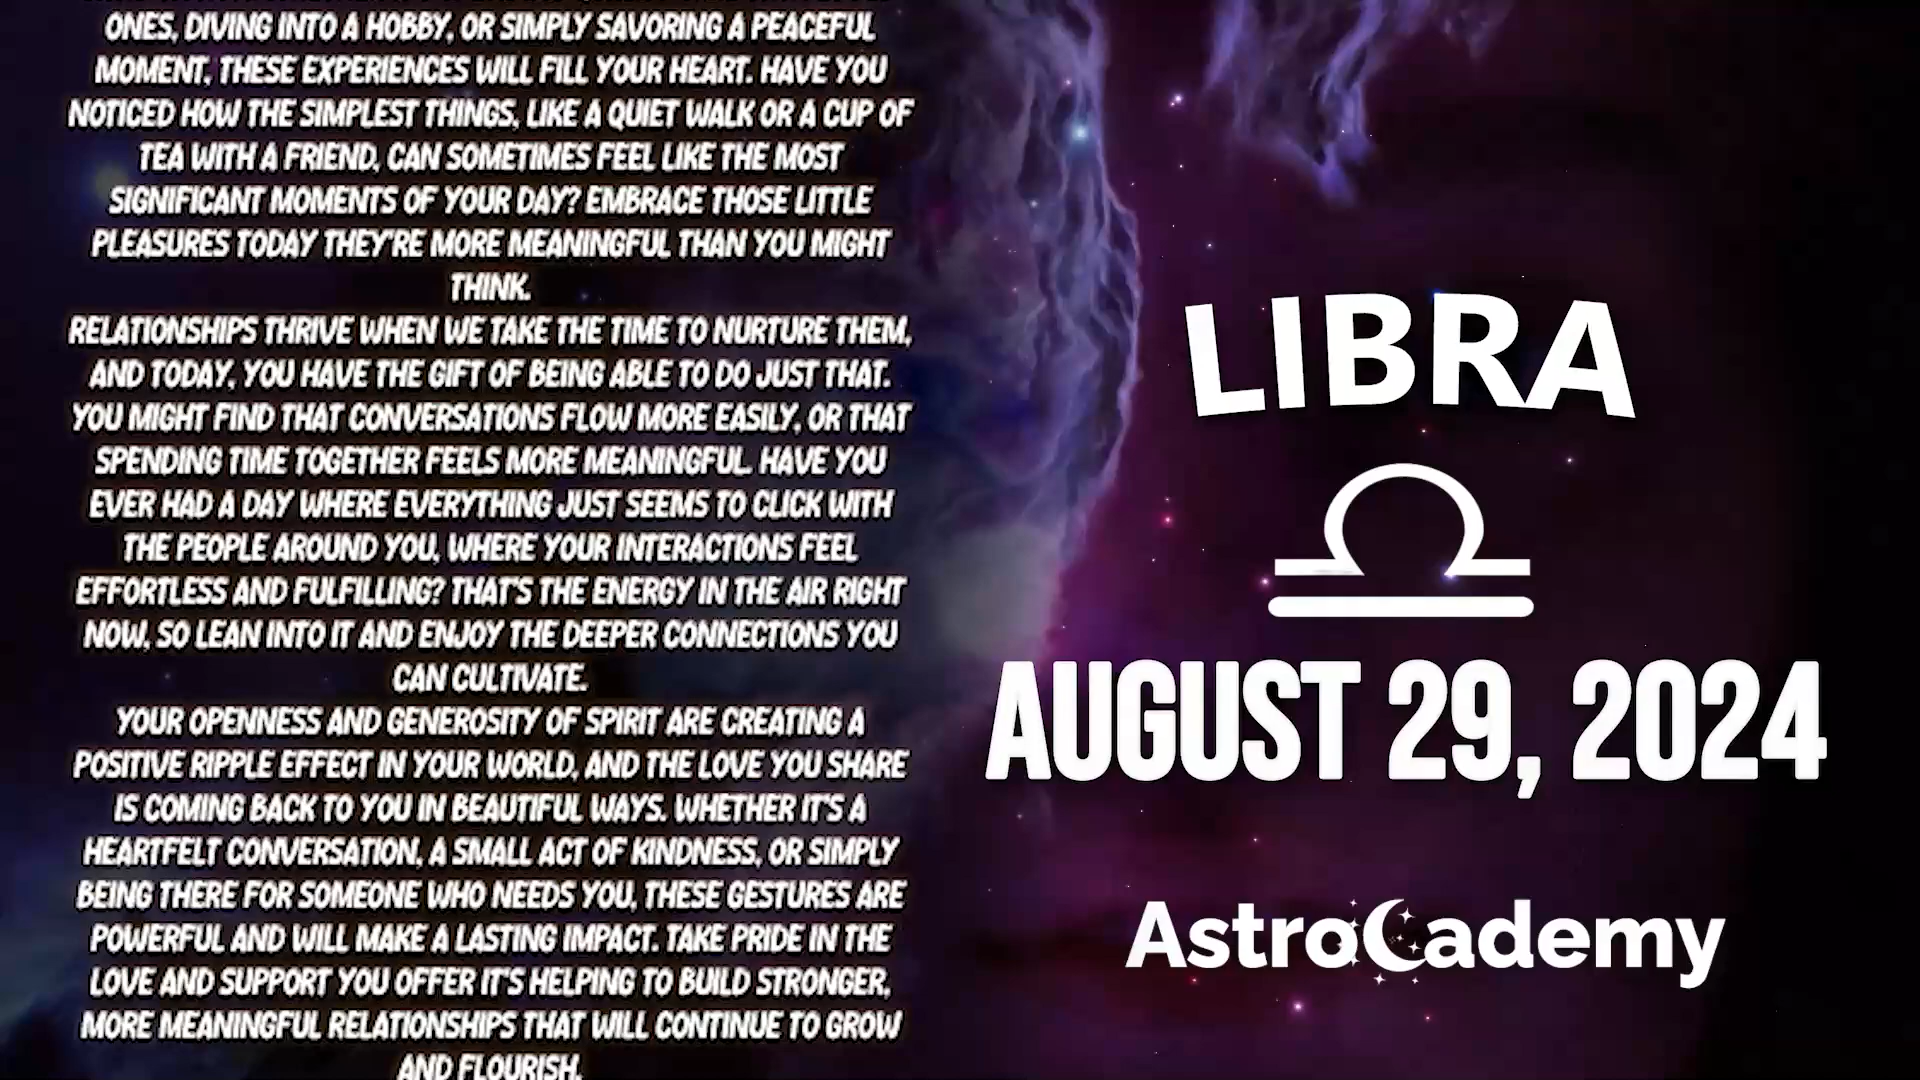 ONES, DIVING INTO A HOBBY, OR SIMPLY SAVORING A PEACEFUL
MOMENT, THESE EXPERIENCES WILL FILL YOUR HEART. HAVE YOU
NOTICED HOW THE SIMPLEST THINGS, LIKE A QUIET WALK OR A CUP OF
TEA WITH A FRIEND, CAN SOMETIMES FEEL LIKE THE MOST
SIGNIFICANT MOMENTS OF YOUR DAY? EMBRACE THOSE LITTLE
PLEASURES TODAY THEY'RE MORE MEANINGFUL THAN YOU MIGHT
THINK.
RELATIONSHIPS THRIVE WHEN WE TAKE THE TIME TO NURTURE THEM,
AND TODAY, YOU HAVE THE GIFT OF BEING ABLE TO DO JUST THAT.
YOU MIGHT FIND THAT CONVERSATIONS FLOW MORE EASILY, OR THAT
SPENDING TIME TOGETHER FEELS MORE MEANINGFUL. HAVE YOU
EVER HAD A DAY WHERE EVERYTHING JUST SEEMS TO CLICK WITH
THE PEOPLE AROUND YOU, WHERE YOUR INTERACTIONS FEEL
EFFORTLESS AND FULFILLING? THAT'S THE ENERGY IN THE AIR RIGHT
NOW, SO LEAN INTO IT AND ENJOY THE DEEPER CONNECTIONS YOU
CAN CULTIVATE.
YOUR OPENNESS AND GENEROSITY OF SPIRIT ARE CREATING A
POSITIVE RIPPLE EFFECT IN YOUR WORLD, AND THE LOVE YOU SHARE
IS COMING BACK TO YOU IN BEAUTIFUL WAYS. WHETHER IT'S A
HEARTFELT CONVERSATION, A SMALL ACT OF KINDNESS, OR SIMPLY
BEING THERE FOR SOMEONE WHO NEEDS YOU, THESE GESTURES ARE
POWERFUL AND WILL MAKE A LASTING IMPACT. TAKE PRIDE IN THE
LOVE AND SUPPORT YOU OFFER IT'S HELPING TO BUILD STRONGER,
MORE MEANINGFUL RELATIONSHIPS THAT WILL CONTINUE TO GROW
AND FLOURISH.
LIBRA
AUGUST 29, 2024
AstroCademy